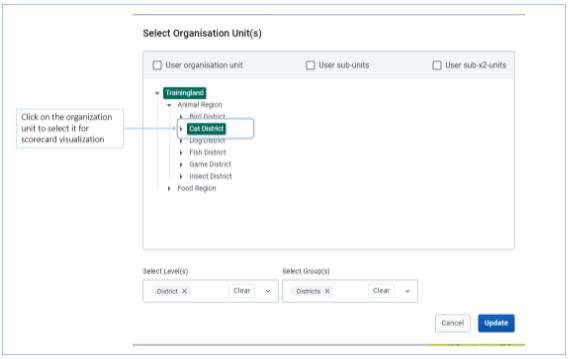 Select Organisation Unit(s)
User organisation unit User sub-units User sub-x2-units
Trainingland
Animal Region
Bird District
Click on the organization
unit to select it for
scorecard visualization
Cat District
Dog District
Fish District
Game District
Insect District
Food Region
Select Level(s) Select Group(s)
District × Clear Districts × Clear
Cancel Update